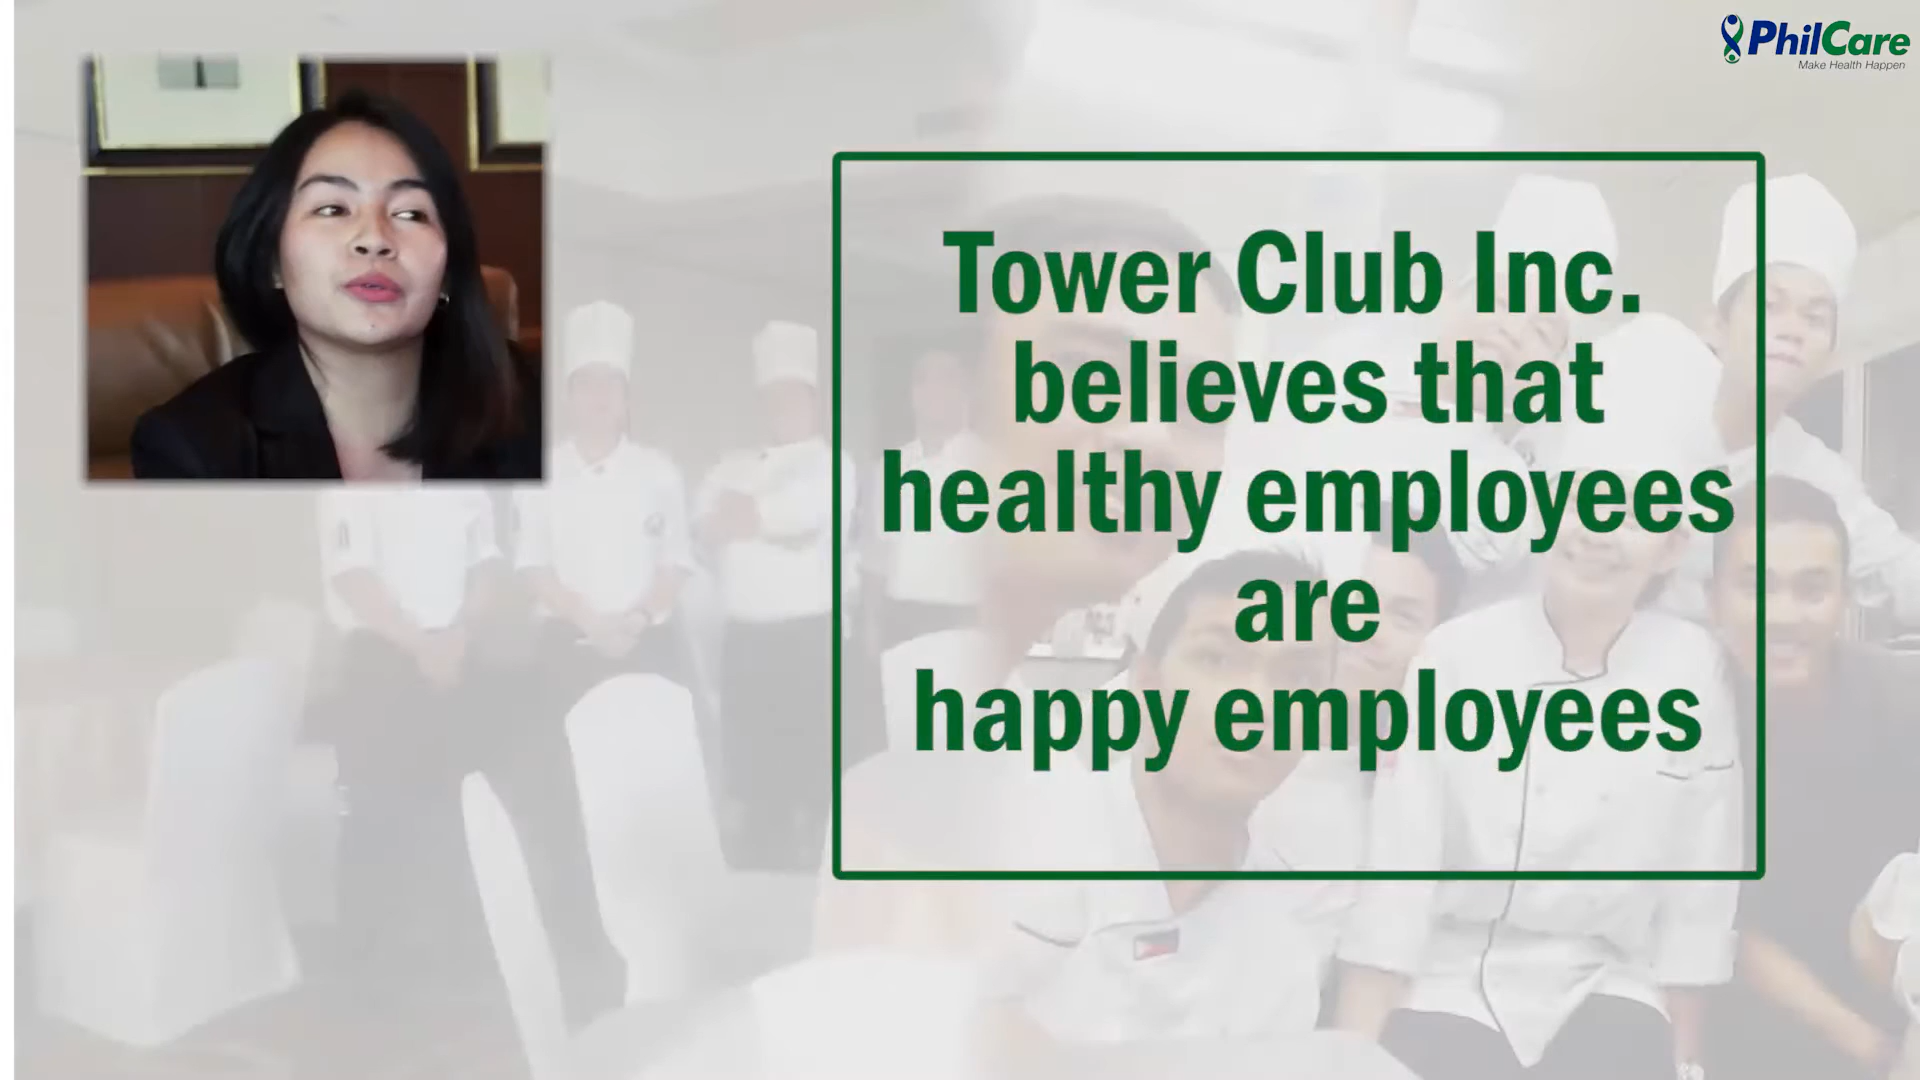 PhilCare
Make Health Happen
Tower Club Inc.
believes that
healthy employees
are
happy employees